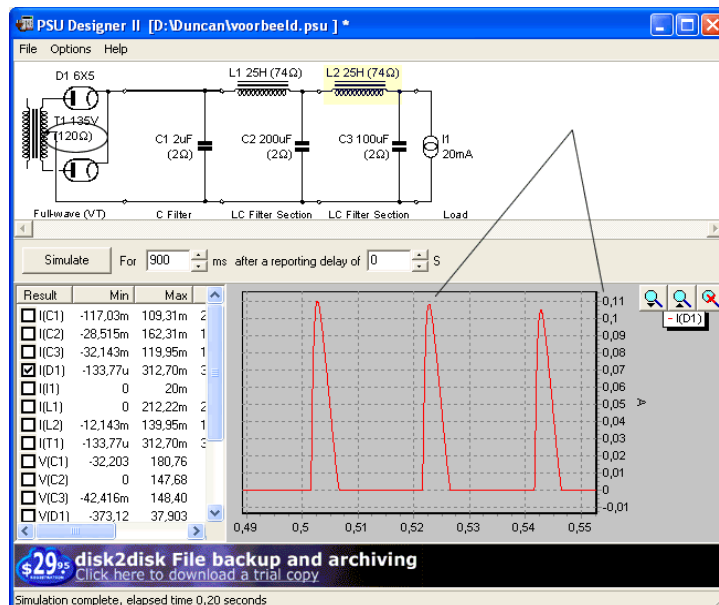 PSU Designer II [D:\Duncan\voorbeeld.psu ] *
File Options Help
L1 25H (74Ω) L2 25H (74Ω)
D1 6X5
T1 135V
(120Ω)
C1 2uF
(2Ω)
C2 200uF
(2Ω)
C3 100uF
(2Ω)
I1
20mA
Full-wave (VT) C Filter LC Filter Section LC Filter Section Load
Simulate For 900 ms after a reporting delay of 0 S
Result Min Max
I(C1) -117,03m 109,31m 2
I(C2) -28,515m 162,31m 1
I(C3) -32,143m 119,95m 1
I(D1) -133,77u 312,70m 3
I(I1) 0 20m
I(L1) 0 212,22m 2
I(L2) -12,143m 139,95m 1
I(T1) -133,77u 312,70m 3
V(C1) -32,203 180,76
V(C2) 0 147,68
V(C3) -42,416m 148,40
V(D1) -373,12 37,903
0,11
0,1
0,09
0,08
0,07
0,06
0,05
0,04
0,03
0,02
0,01
0
-0,01
A
I(D1)
0,49 0,5 0,51 0,52 0,53 0,54 0,55
$29.95
disk2disk File backup and archiving
Click here to download a trial copy
Simulation complete, elapsed time 0,20 seconds